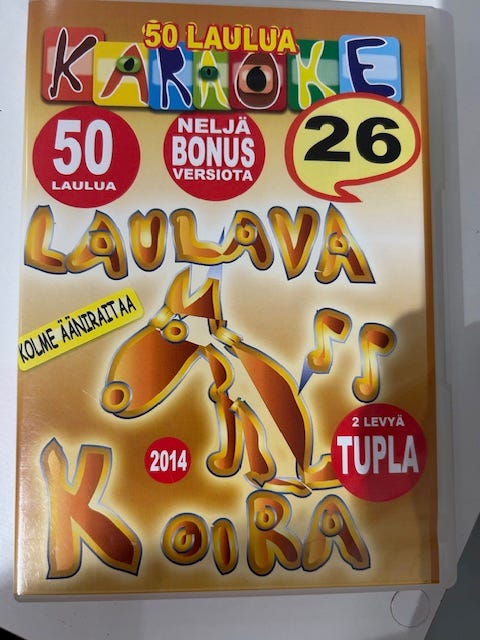 50 LAULUA
KARAOKE
50
LAULUA
NELJÄ
BONUS
VERSIOTA
26
LAULAVA
KOLME ÄÄNIRAITAA
2014
2 LEVYÄ
TUPLA
KOIRA